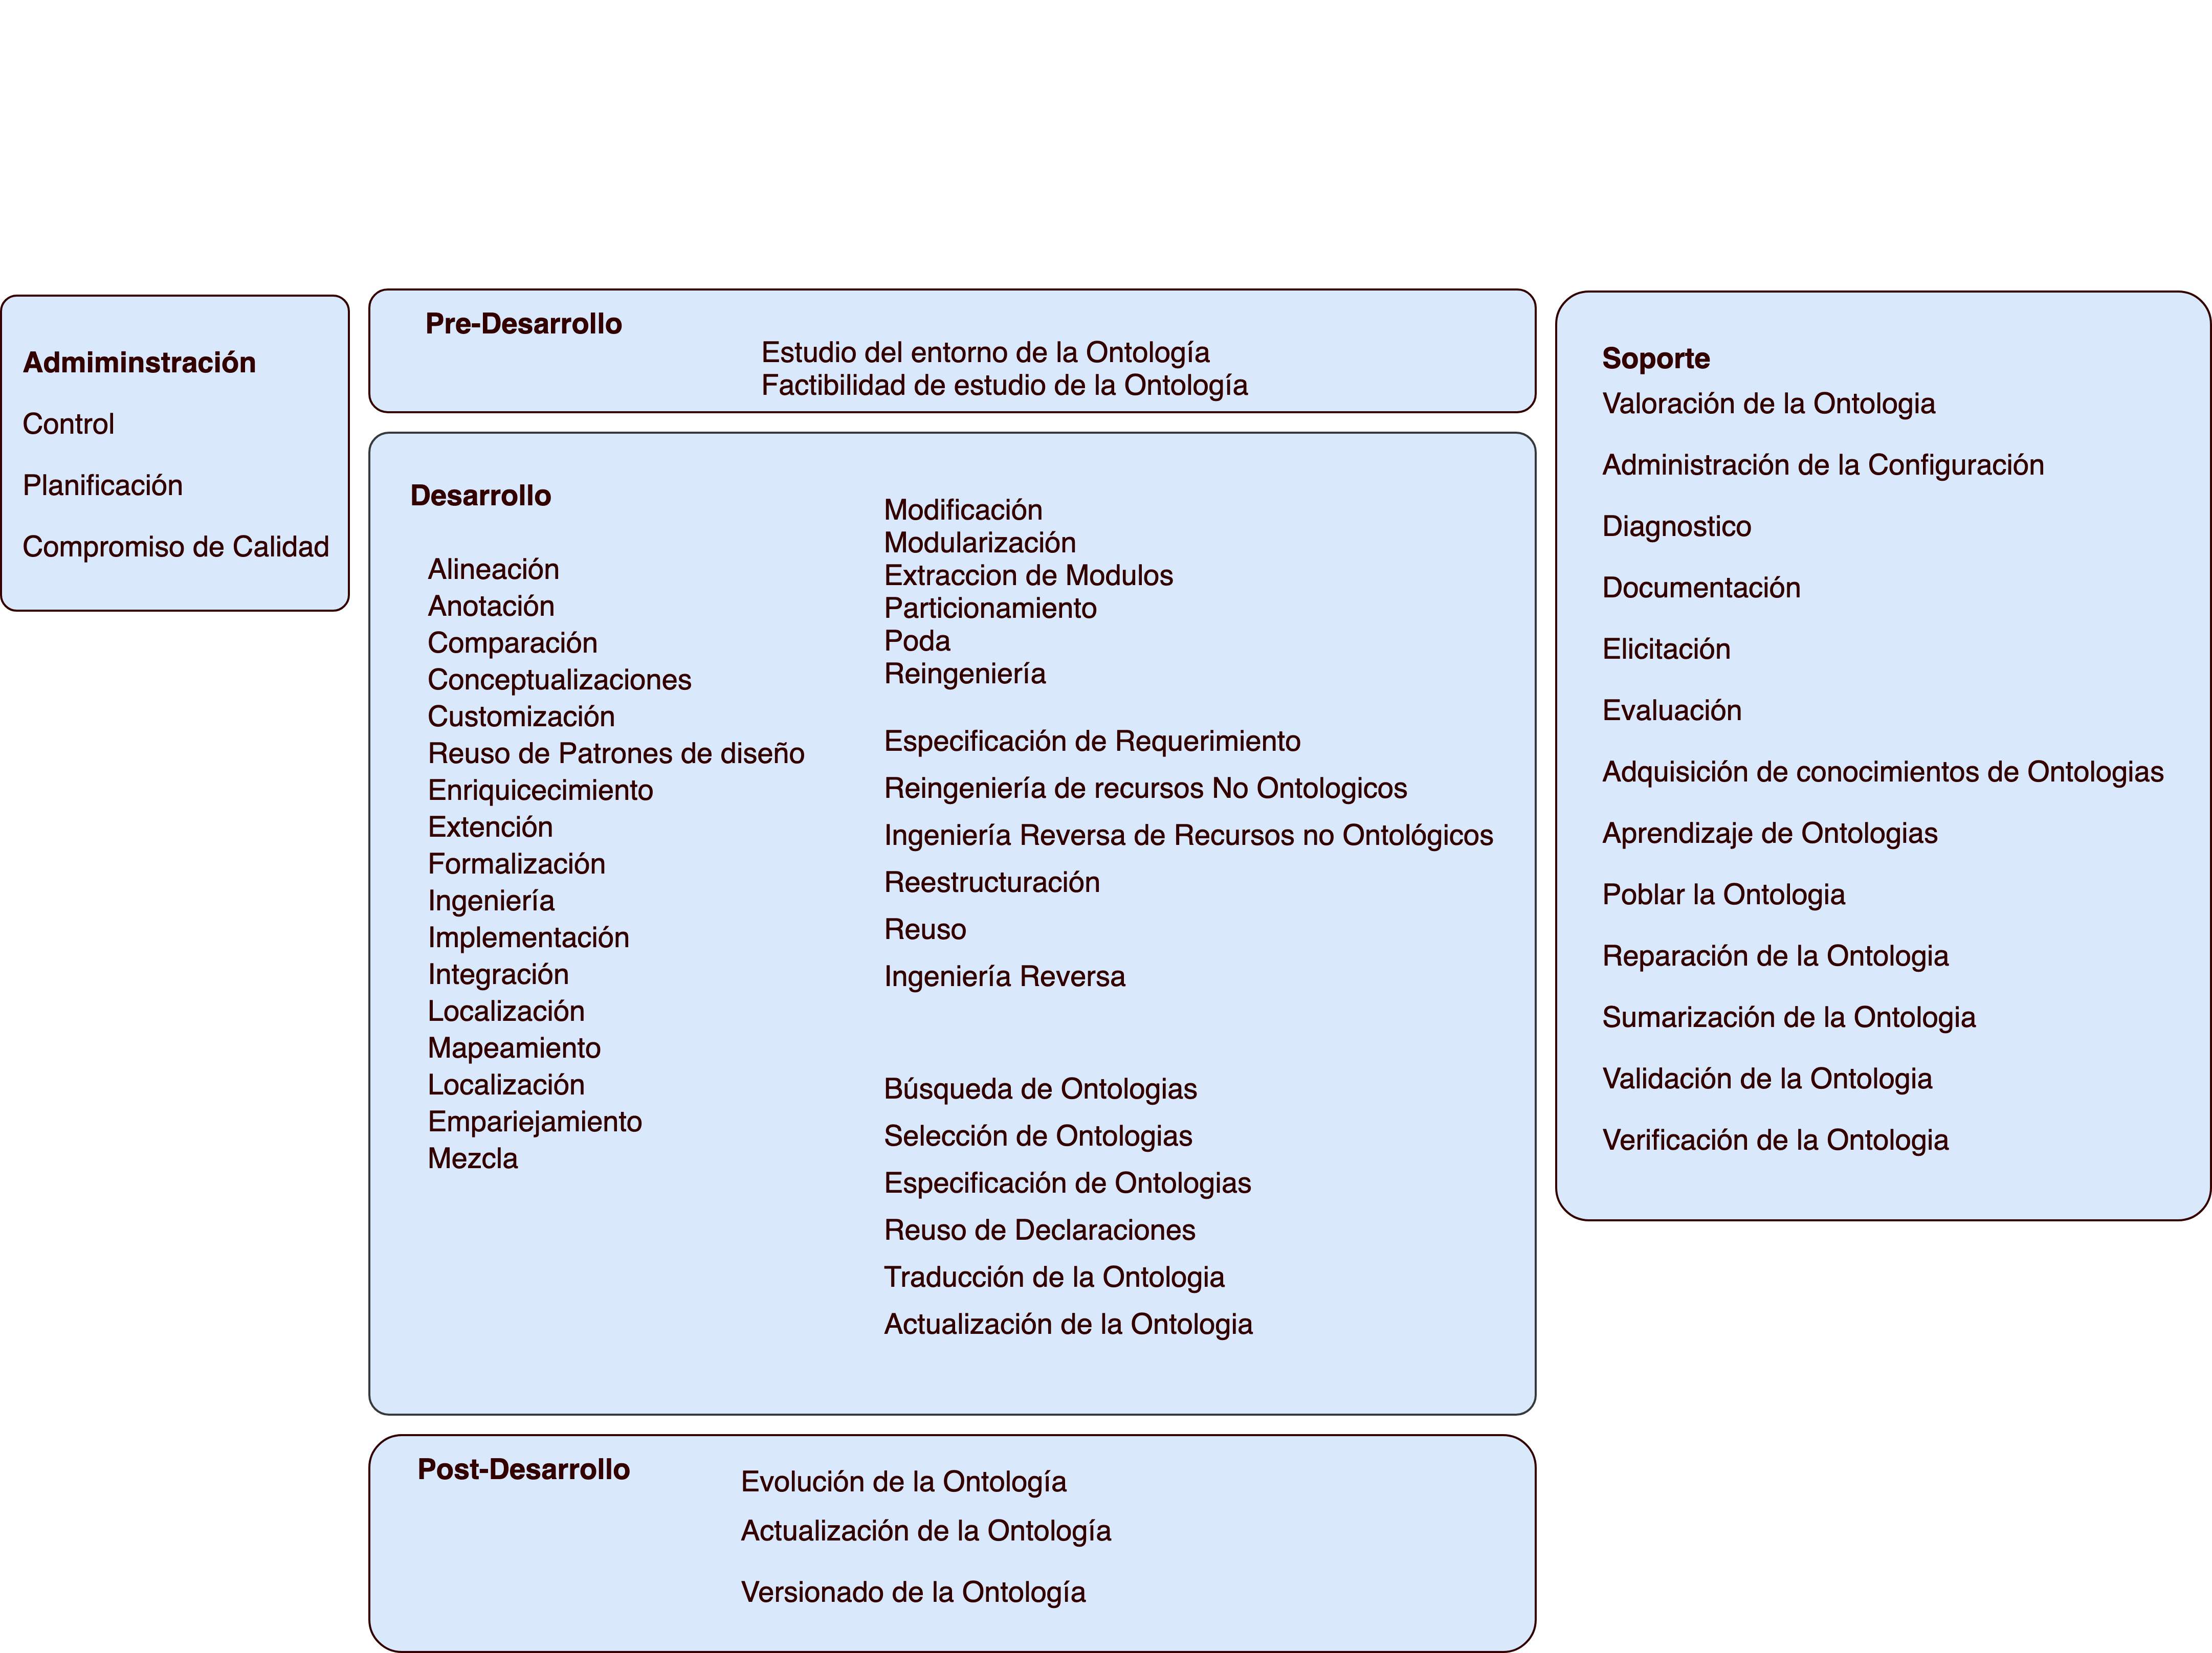 Admiminstración
Control
Planificación
Compromiso de Calidad
Pre-Desarrollo
Estudio del entorno de la Ontología
Factibilidad de estudio de la Ontología
Desarrollo
Alineación
Anotación
Comparación
Conceptualizaciones
Customización
Reuso de Patrones de diseño
Enriquicecimiento
Extención
Formalización
Ingeniería
Implementación
Integración
Localización
Mapeamiento
Localización
Empariejamiento
Mezcla
Modificación
Modularización
Extraccion de Modulos
Particionamiento
Poda
Reingeniería
Especificación de Requerimiento
Reingeniería de recursos No Ontologicos
Ingeniería Reversa de Recursos no Ontológicos
Reestructuración
Reuso
Ingeniería Reversa
Búsqueda de Ontologias
Selección de Ontologias
Especificación de Ontologias
Reuso de Declaraciones
Traducción de la Ontologia
Actualización de la Ontologia
Post-Desarrollo
Evolución de la Ontología
Actualización de la Ontología
Versionado de la Ontología
Soporte
Valoración de la Ontologia
Administración de la Configuración
Diagnostico
Documentación
Elicitación
Evaluación
Adquisición de conocimientos de Ontologias
Aprendizaje de Ontologias
Poblar la Ontologia
Reparación de la Ontologia
Sumarización de la Ontologia
Validación de la Ontologia
Verificación de la Ontologia